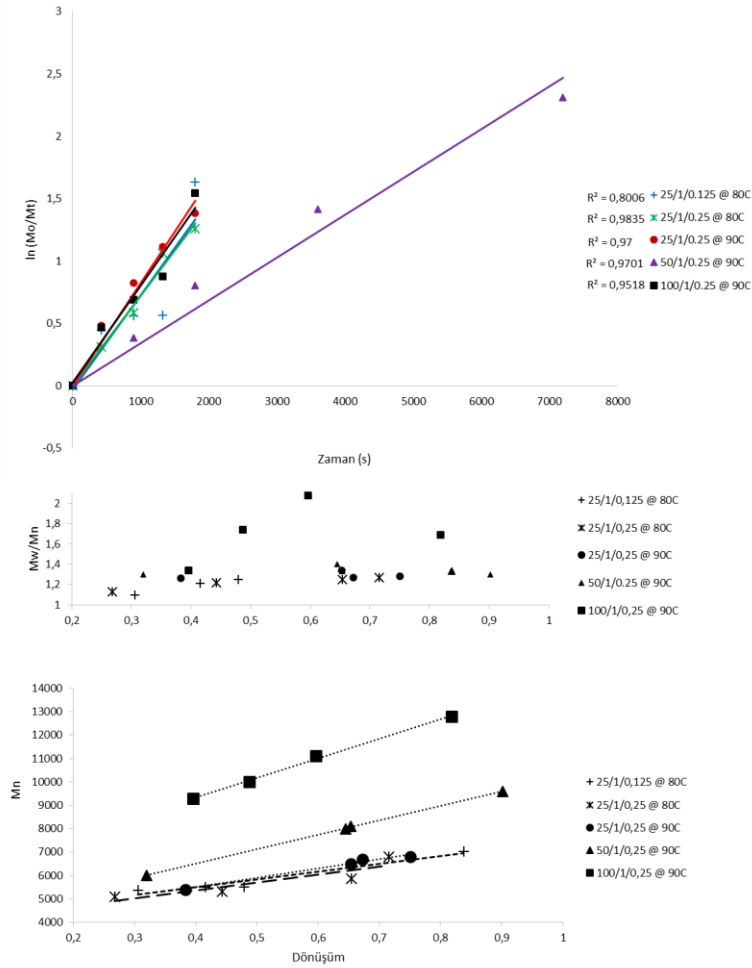 3
2,5
2
1,5
1
0,5
0
-0,5
ln (Mo/Mt)
0 1000 2000 3000 4000 5000 6000 7000 8000
Zaman (s)
R² = 0,8006 25/1/0.125 @ 80C
R² = 0,9835 25/1/0.25 @ 80C
R² = 0,97 25/1/0.25 @ 90C
R² = 0,9701 50/1/0.25 @ 90C
R² = 0,9518 100/1/0.25 @ 90C
2
1,8
1,6
1,4
1,2
1
Mw/Mn
0,2 0,3 0,4 0,5 0,6 0,7 0,8 0,9 1
25/1/0,125 @ 80C
25/1/0,25 @ 80C
25/1/0,25 @ 90C
50/1/0.25 @ 90C
100/1/0,25 @ 90C
14000
13000
12000
11000
10000
9000
8000
7000
6000
5000
4000
Mn
0,2 0,3 0,4 0,5 0,6 0,7 0,8 0,9 1
Dönüşüm
25/1/0,125 @ 80C
25/1/0,25 @ 80C
25/1/0,25 @ 90C
50/1/0,25 @ 90C
100/1/0,25 @ 90C